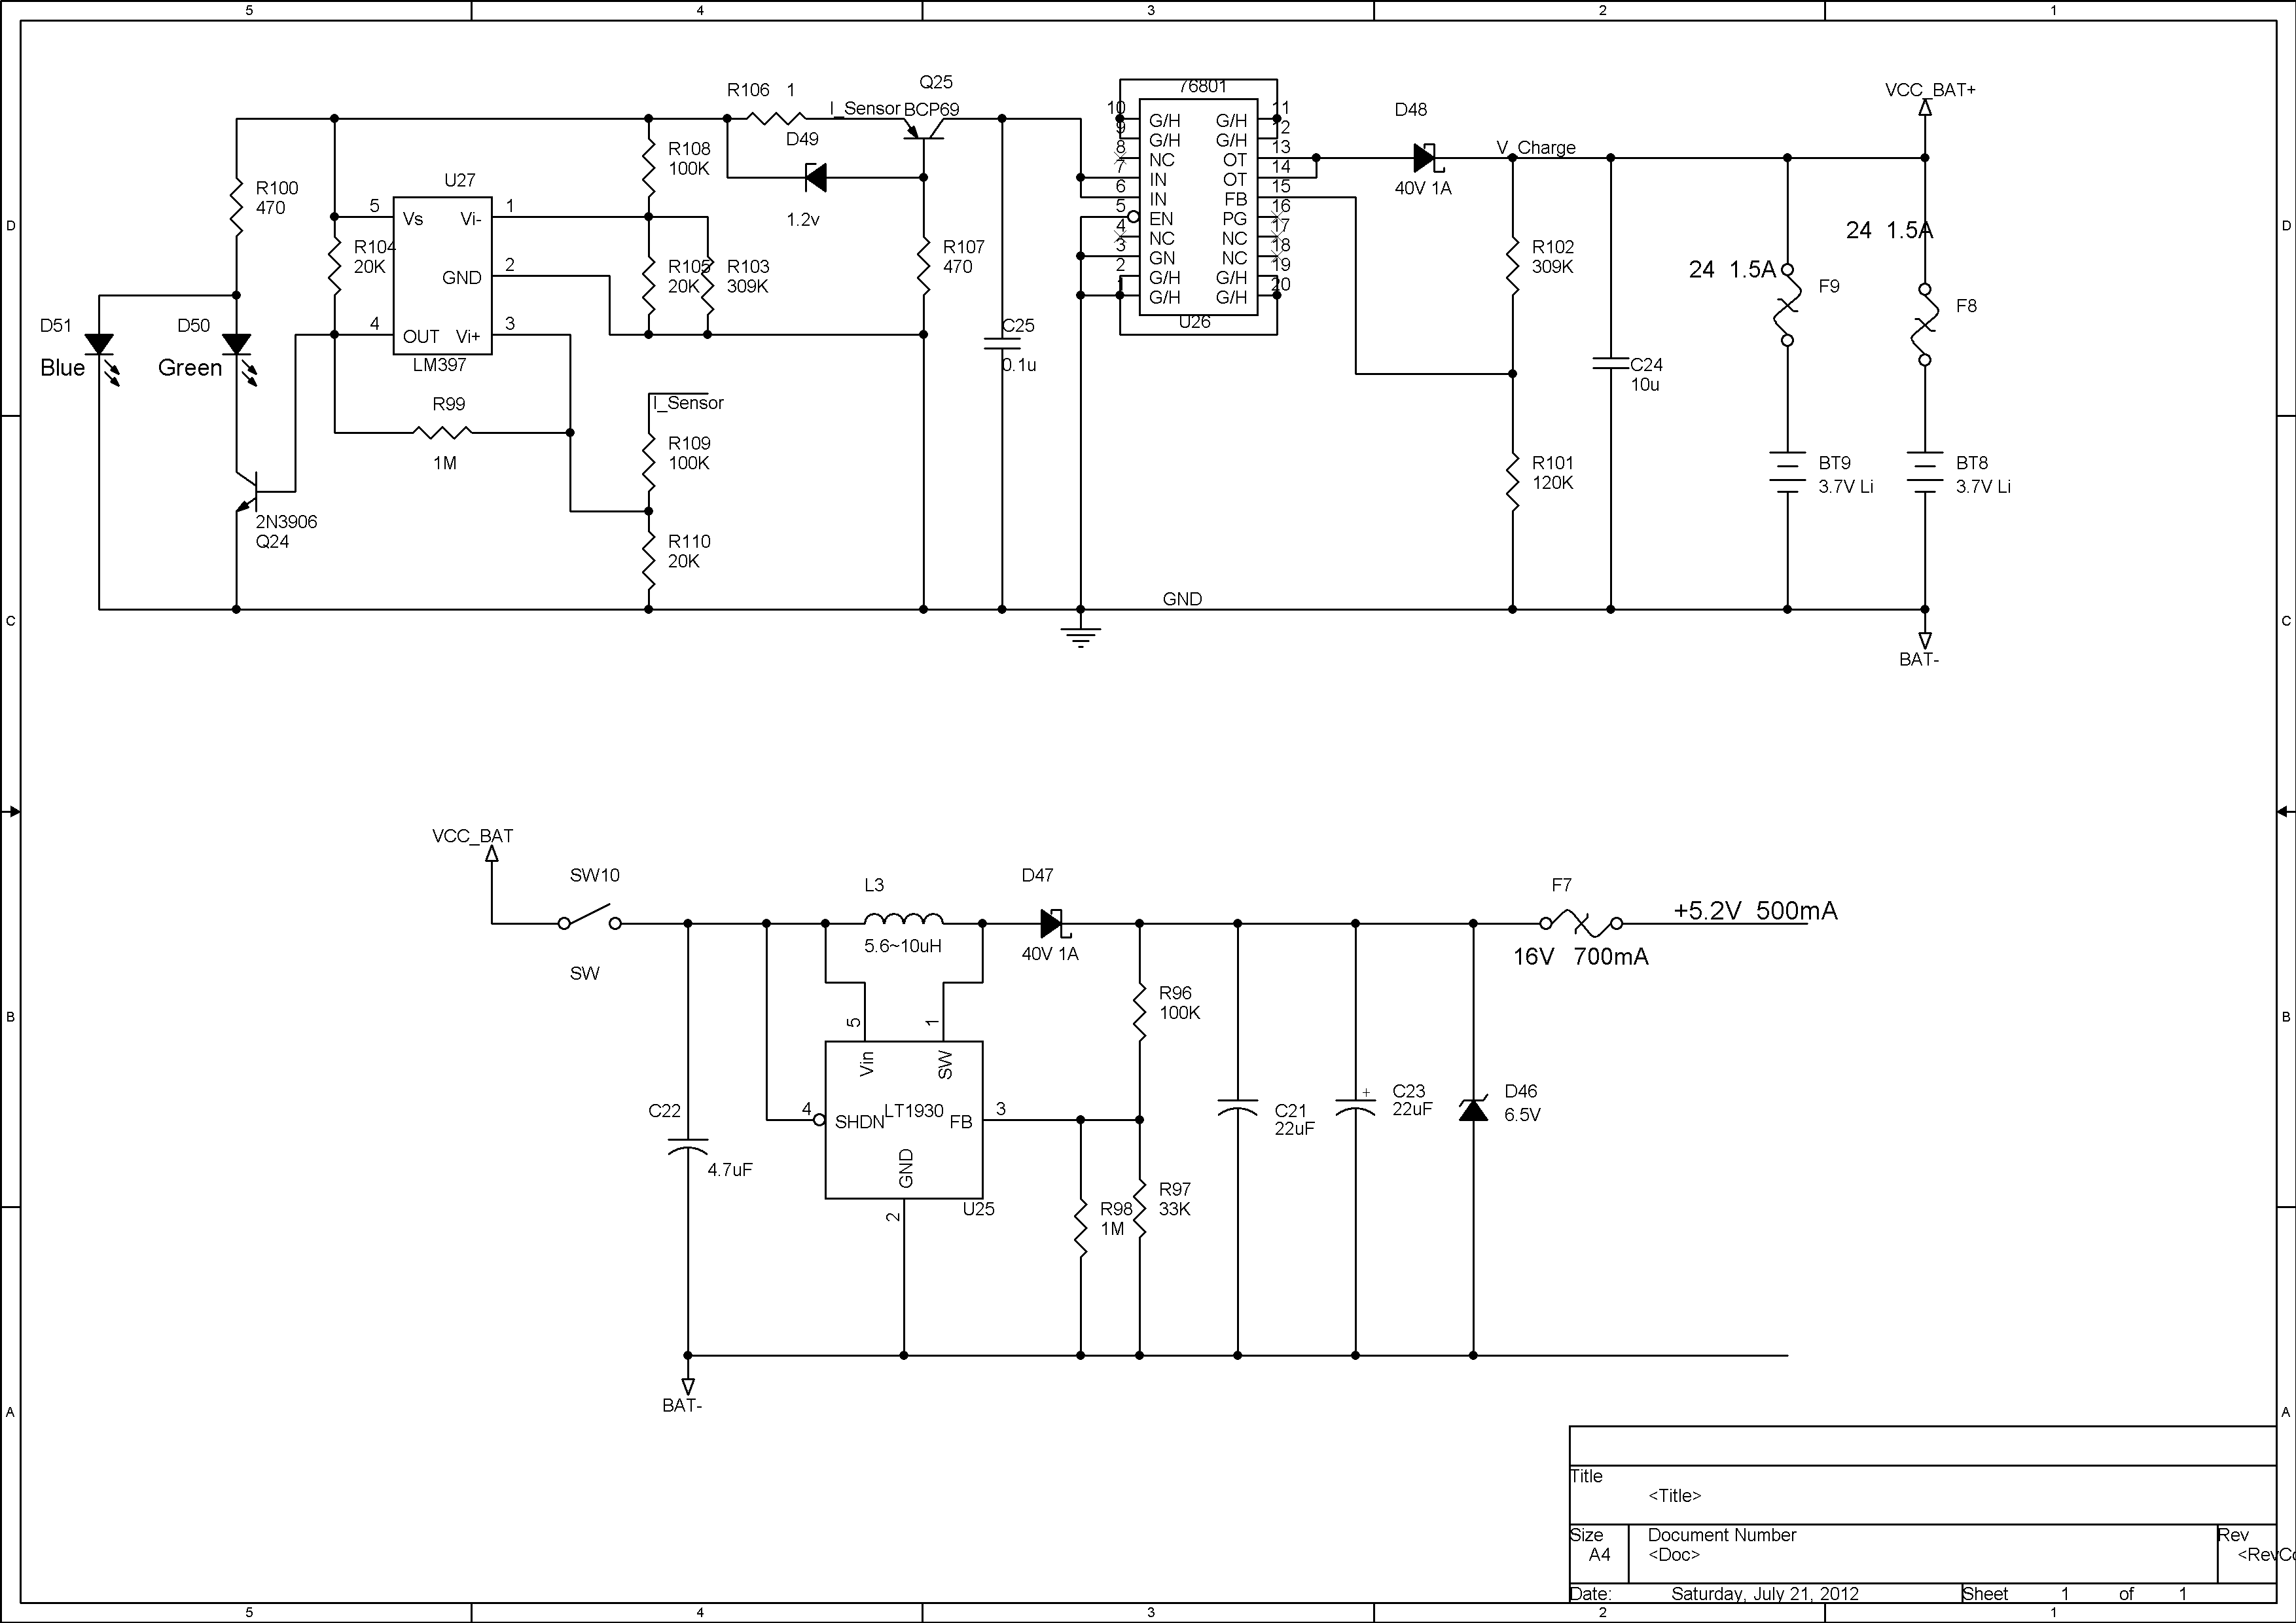 5 4 3 2 1
D
C
B
A
D
C
B
A
R106 1
I_Sensor
Q25
BCP69
D49
1.2v
R108
100K
U27
R100
470
5 Vs Vi- 1
GND 2
4 OUT Vi+ 3
LM397
R104
20K
R105
20K
R103
309K
R107
470
D51
Blue
D50
Green
R99
1M
I_Sensor
R109
100K
R110
20K
2N3906
Q24
C25
0.1u
76801
10 G/H G/H 11
9 G/H G/H 12
8 NC OT 13
7 IN OT 14
6 IN FB 15
5 EN PG 16
4 NC NC 17
3 GN NC 18
2 G/H G/H 19
1 G/H G/H 20
U26
D48
40V 1A
V_Charge
VCC_BAT+
R102
309K
24 1.5A
24 1.5A
F9
F8
C24
10u
R101
120K
BT9
3.7V Li
BT8
3.7V Li
GND
BAT-
VCC_BAT
SW10
SW
L3
5.6~10uH
D47
40V 1A
F7
+5.2V 500mA
16V 700mA
R96
100K
5 Vin
1 SW
4 SHDN
LT1930
FB 3
GND
2
U25
C22
4.7uF
R98
1M
R97
33K
C21
22uF
+
C23
22uF
D46
6.5V
BAT-
Title
<Title>
Size
A4
Document Number
<Doc>
Rev
<RevCo
Date: Saturday, July 21, 2012 Sheet 1 of 1
5 4 3 2 1